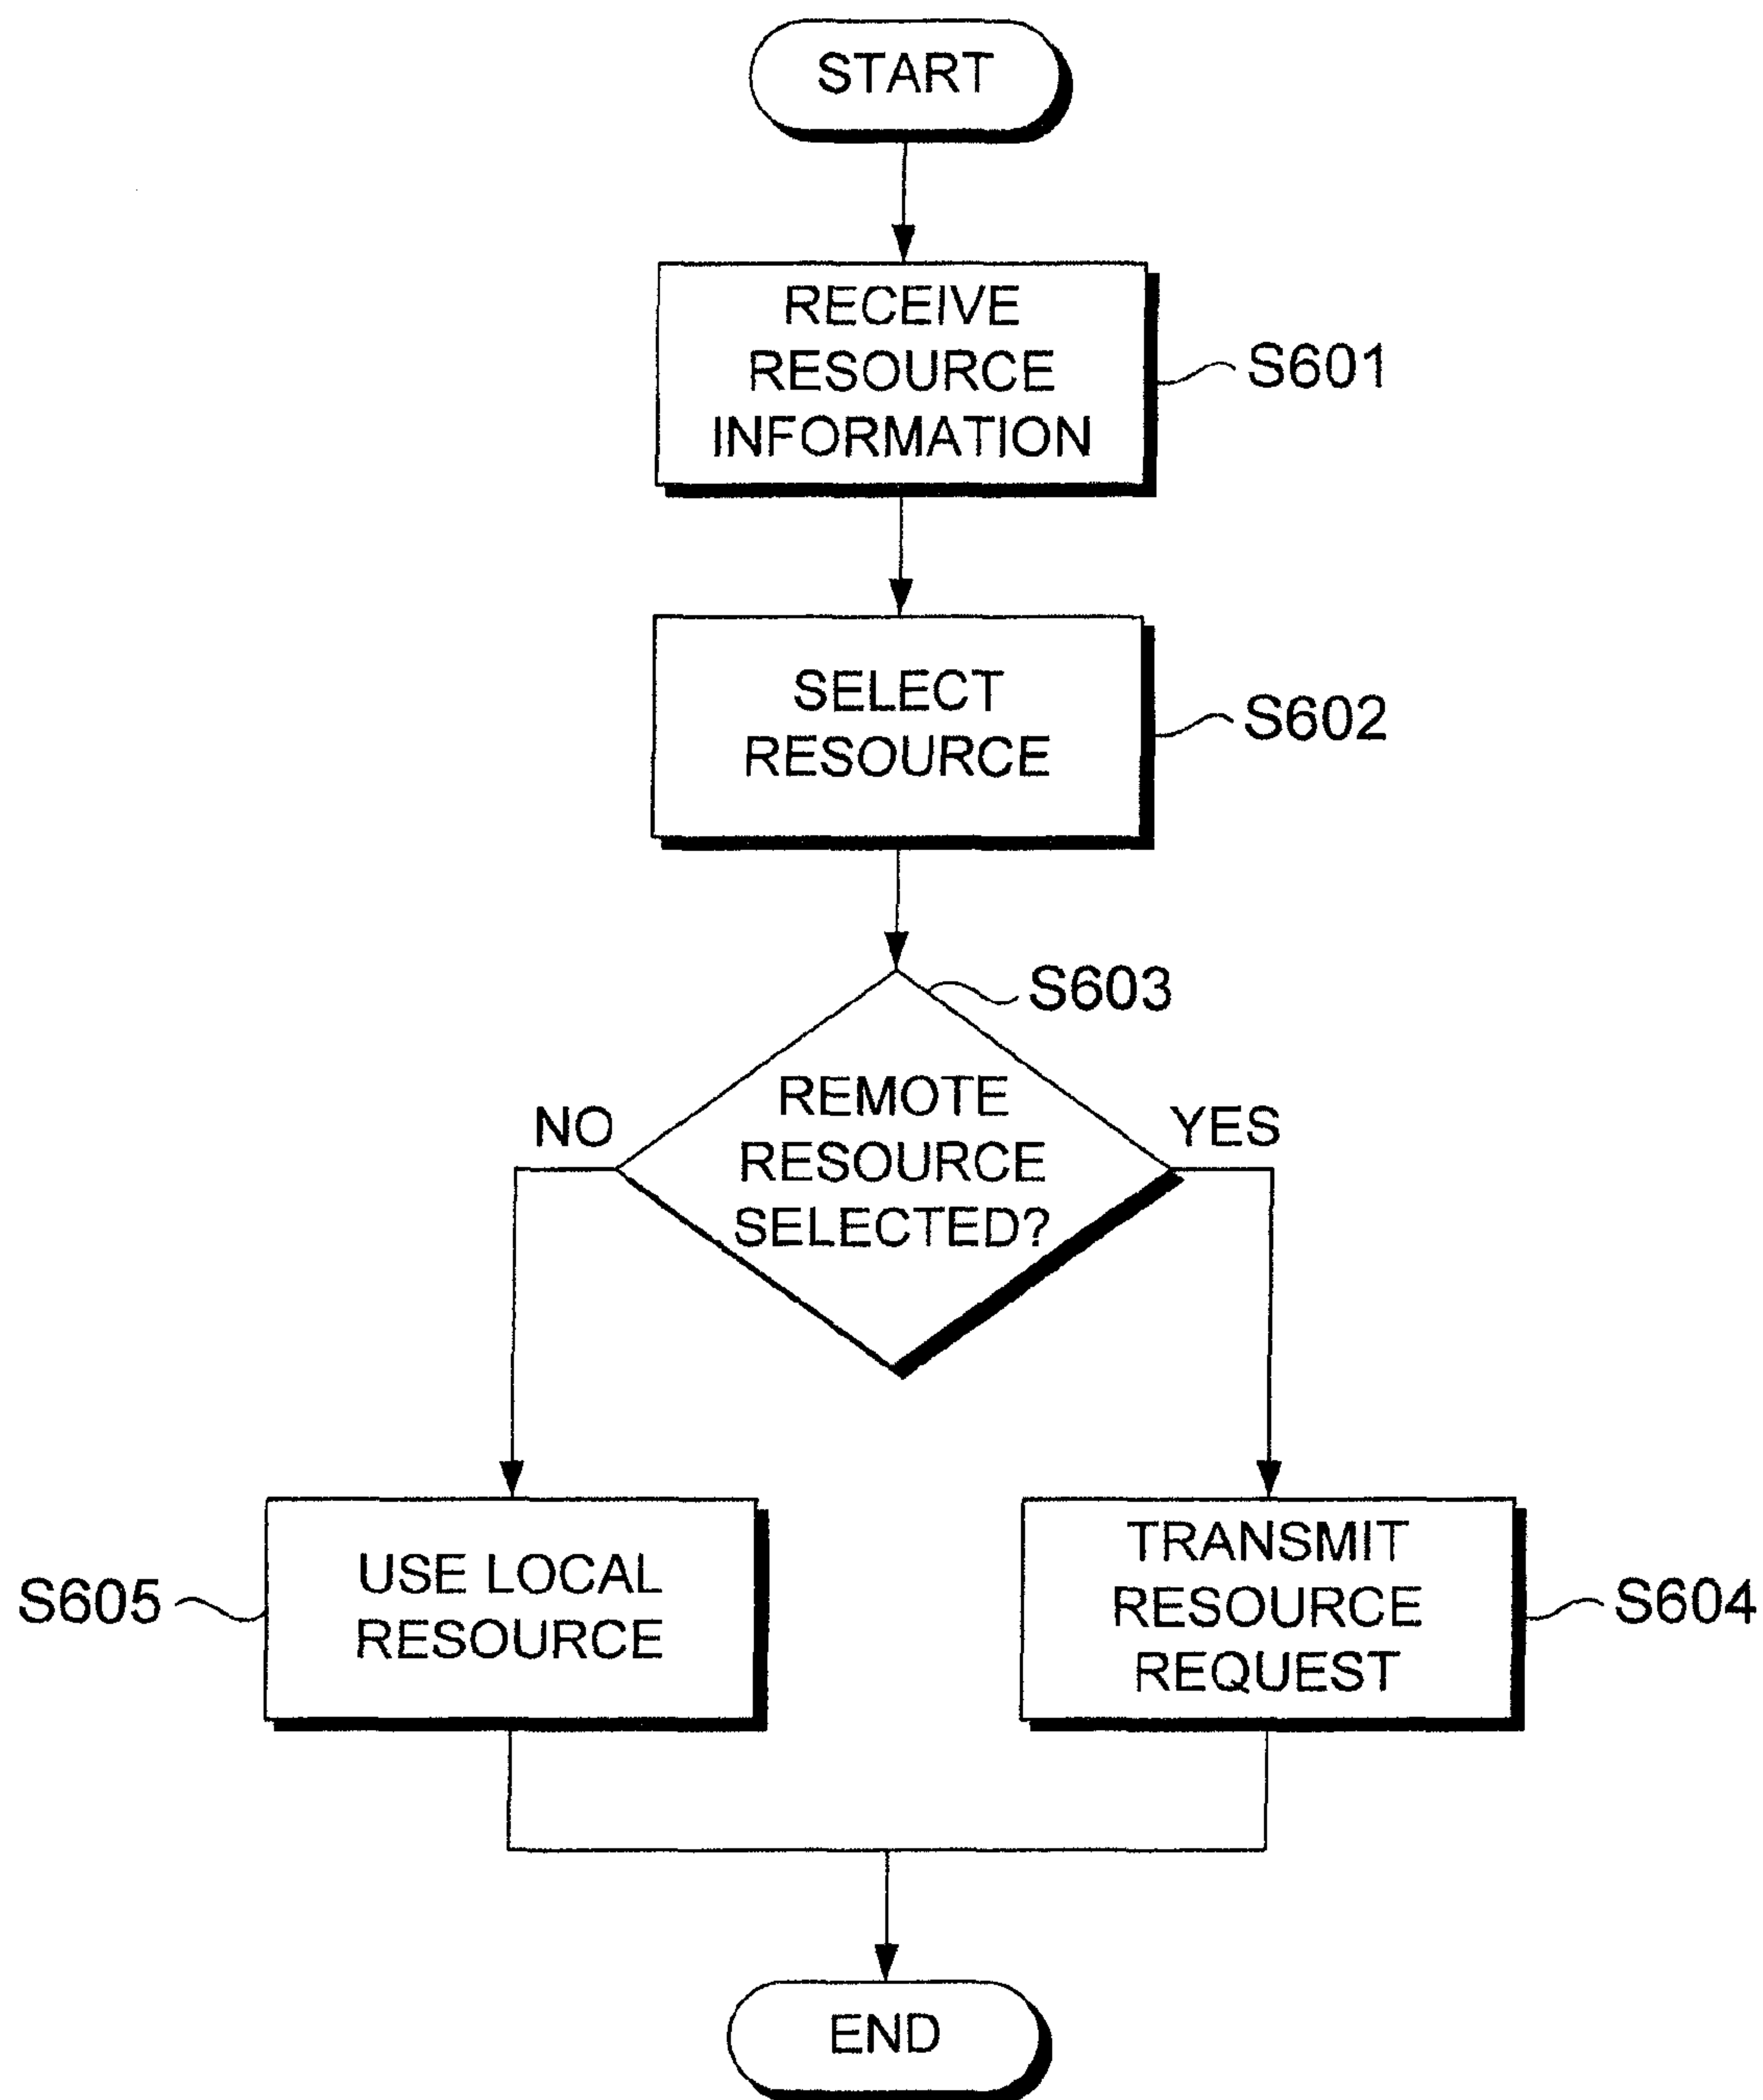 START
RECEIVE
RESOURCE
INFORMATION
S601
SELECT
RESOURCE
S602
S603
REMOTE
RESOURCE
SELECTED?
NO
YES
USE LOCAL
RESOURCE
S605
TRANSMIT
RESOURCE
REQUEST
S604
END